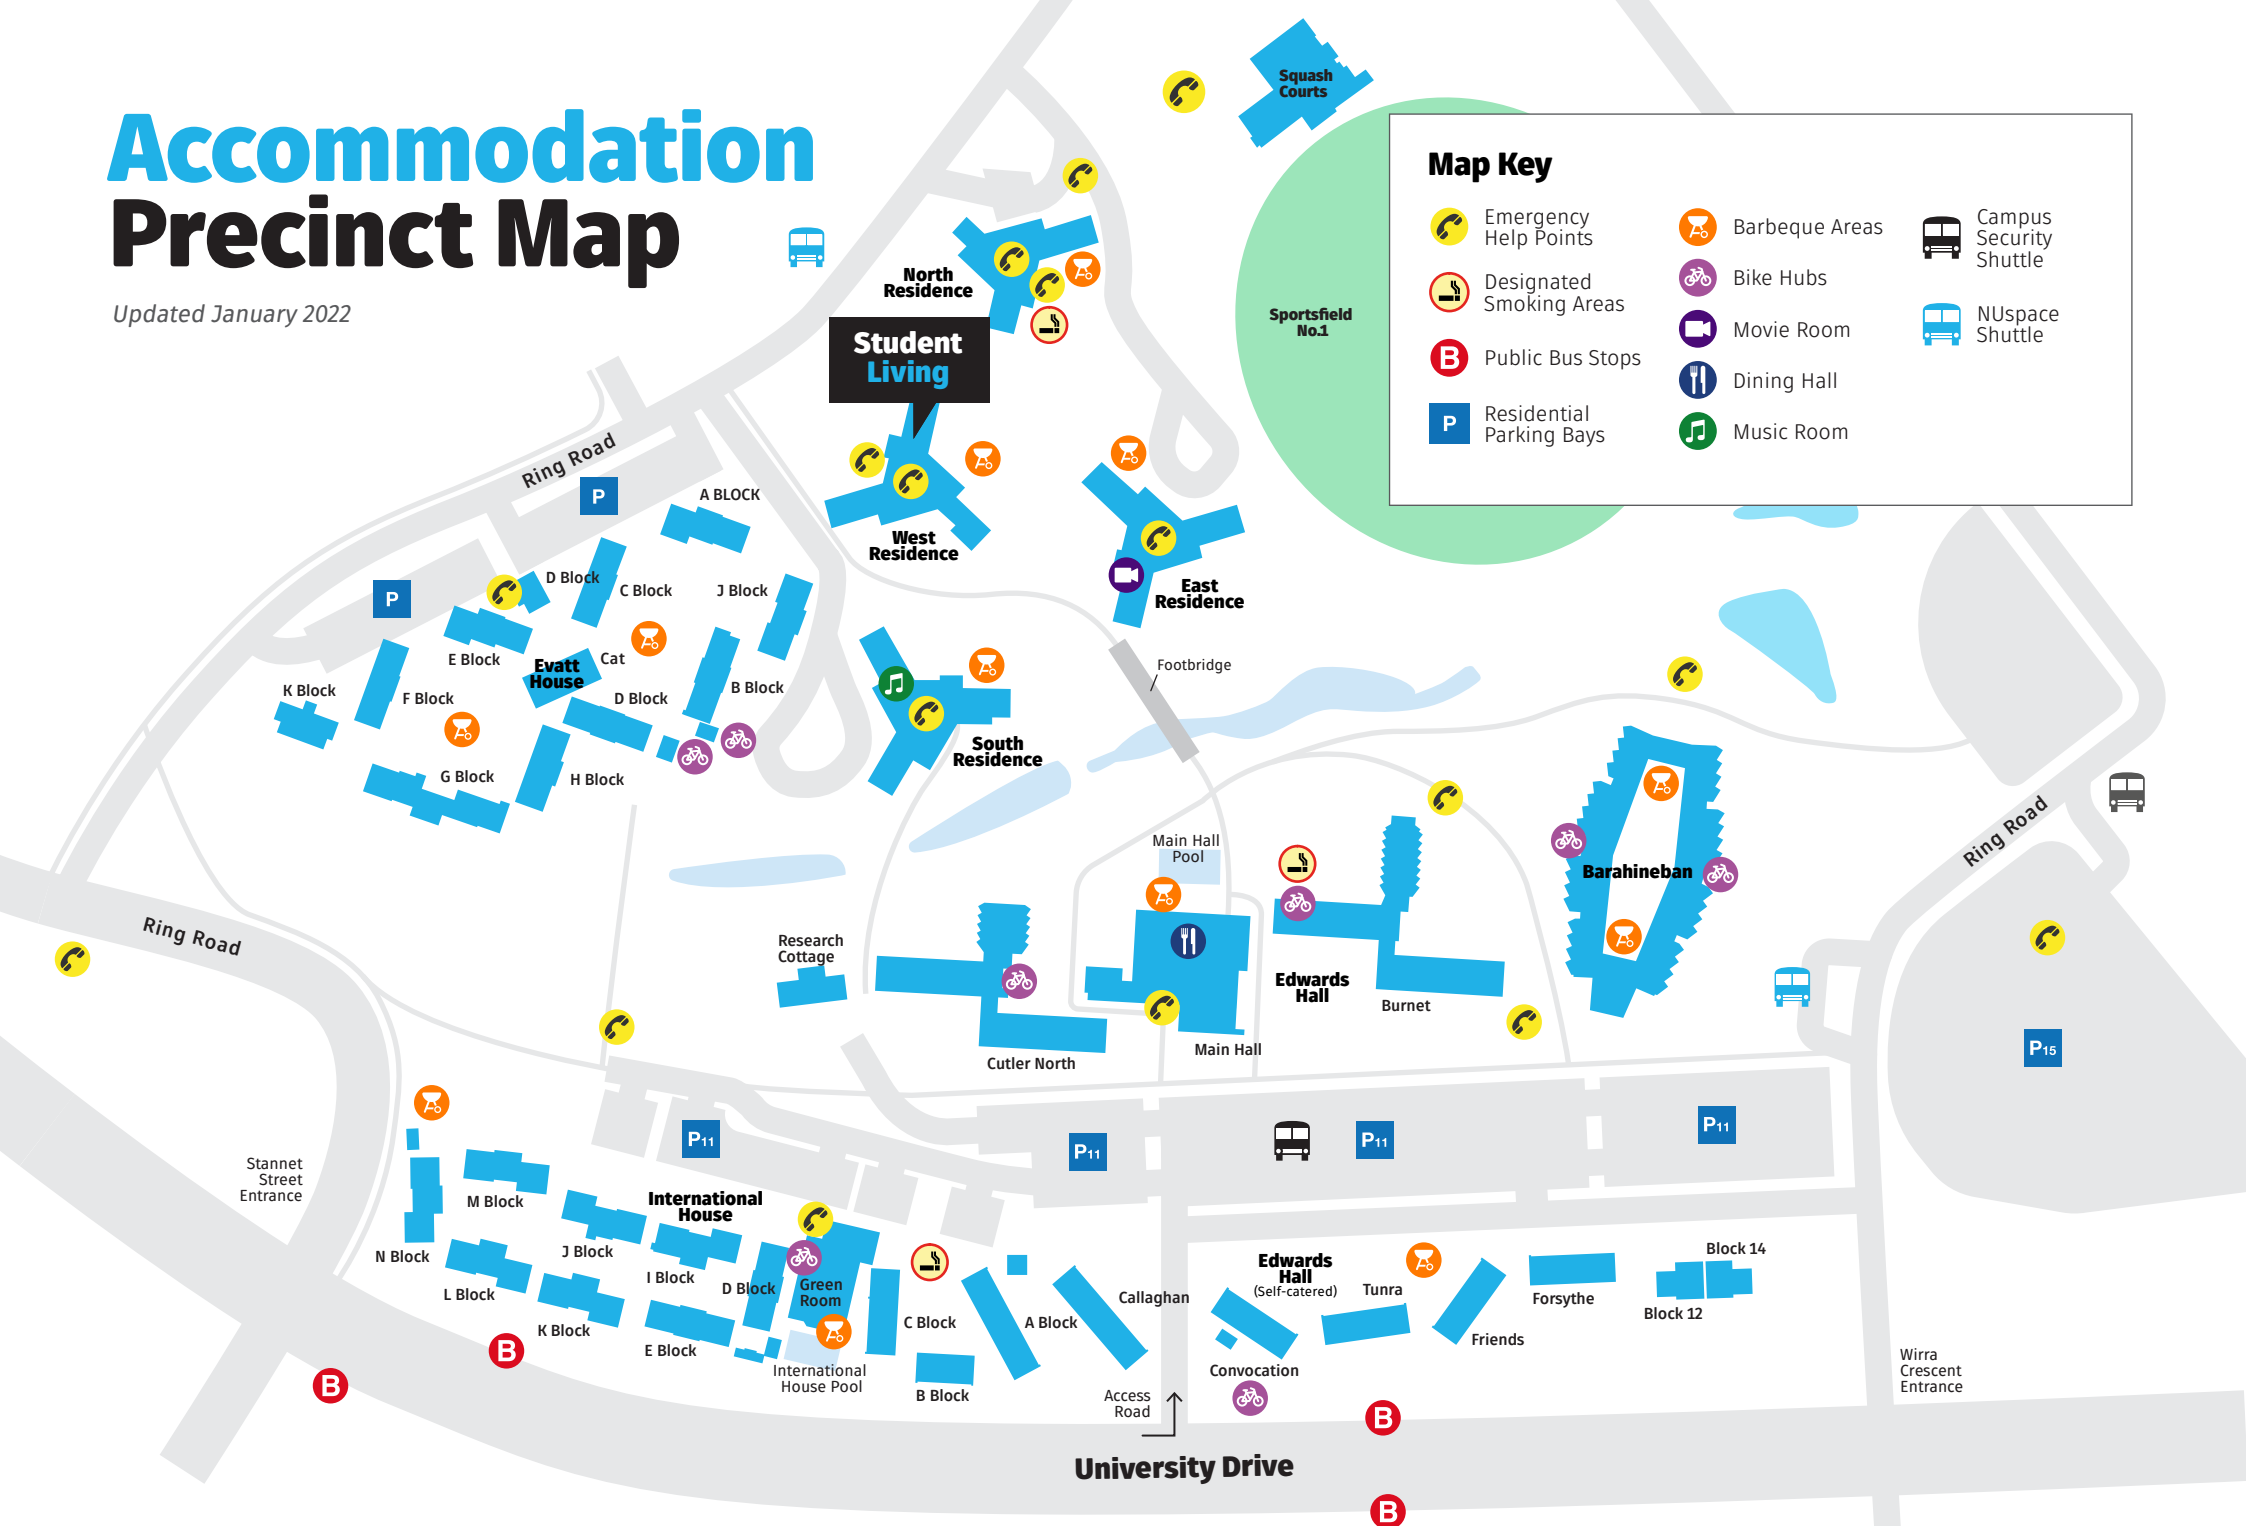 Accommodation
Precinct Map
Updated January 2022
Squash
Courts
Map Key
Emergency
Help Points
Designated
Smoking Areas
B
Public Bus Stops
P
Residential
Parking Bays
Barbeque Areas
Bike Hubs
Movie Room
Dining Hall
Music Room
Campus
Security
Shuttle
NUspace
Shuttle
North
Residence
Sportsfield
No.1
Student
Living
Ring Road
P
A BLOCK
West
Residence
P
D Block
C Block
J Block
East
Residence
E Block
Evatt
House
Cat
K Block
F Block
D Block
B Block
Footbridge
South
Residence
G Block
H Block
Ring Road
Main Hall
Pool
Barahineban
Ring Road
Research
Cottage
Edwards
Hall
Burnet
Cutler North
Main Hall
P15
P11
P11
P11
P11
Stannet
Street
Entrance
M Block
International
House
N Block
J Block
I Block
L Block
K Block
D Block
Green
Room
E Block
C Block
A Block
International
House Pool
B Block
Callaghan
Edwards
Hall
(Self-catered)
Tunra
Friends
Forsythe
Block 14
Block 12
Convocation
Access
Road
Wirra
Crescent
Entrance
B
B
B
University Drive
B